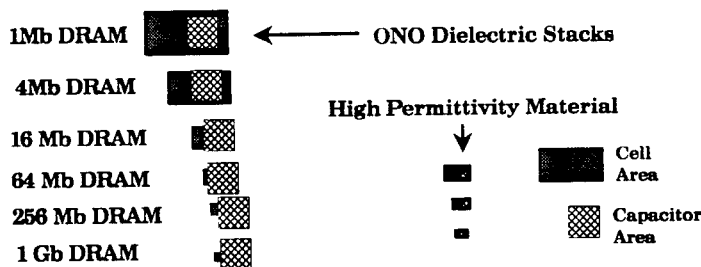 1Mb DRAM
ONO Dielectric Stacks
4Mb DRAM
High Permittivity Material
16 Mb DRAM
64 Mb DRAM
256 Mb DRAM
1 Gb DRAM
Cell
Area
Capacitor
Area